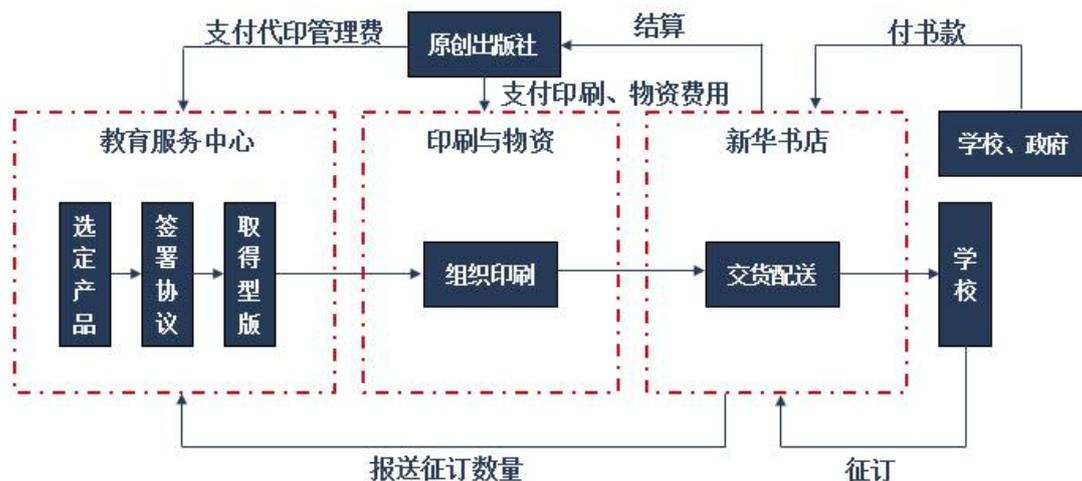 支付代印管理费
原创出版社
结算
付书款
支付印刷、物资费用
教育服务中心
印刷与物资
新华书店
学校、政府
选定产品
签署协议
取得型版
组织印刷
交货配送
学校
报送征订数量
征订